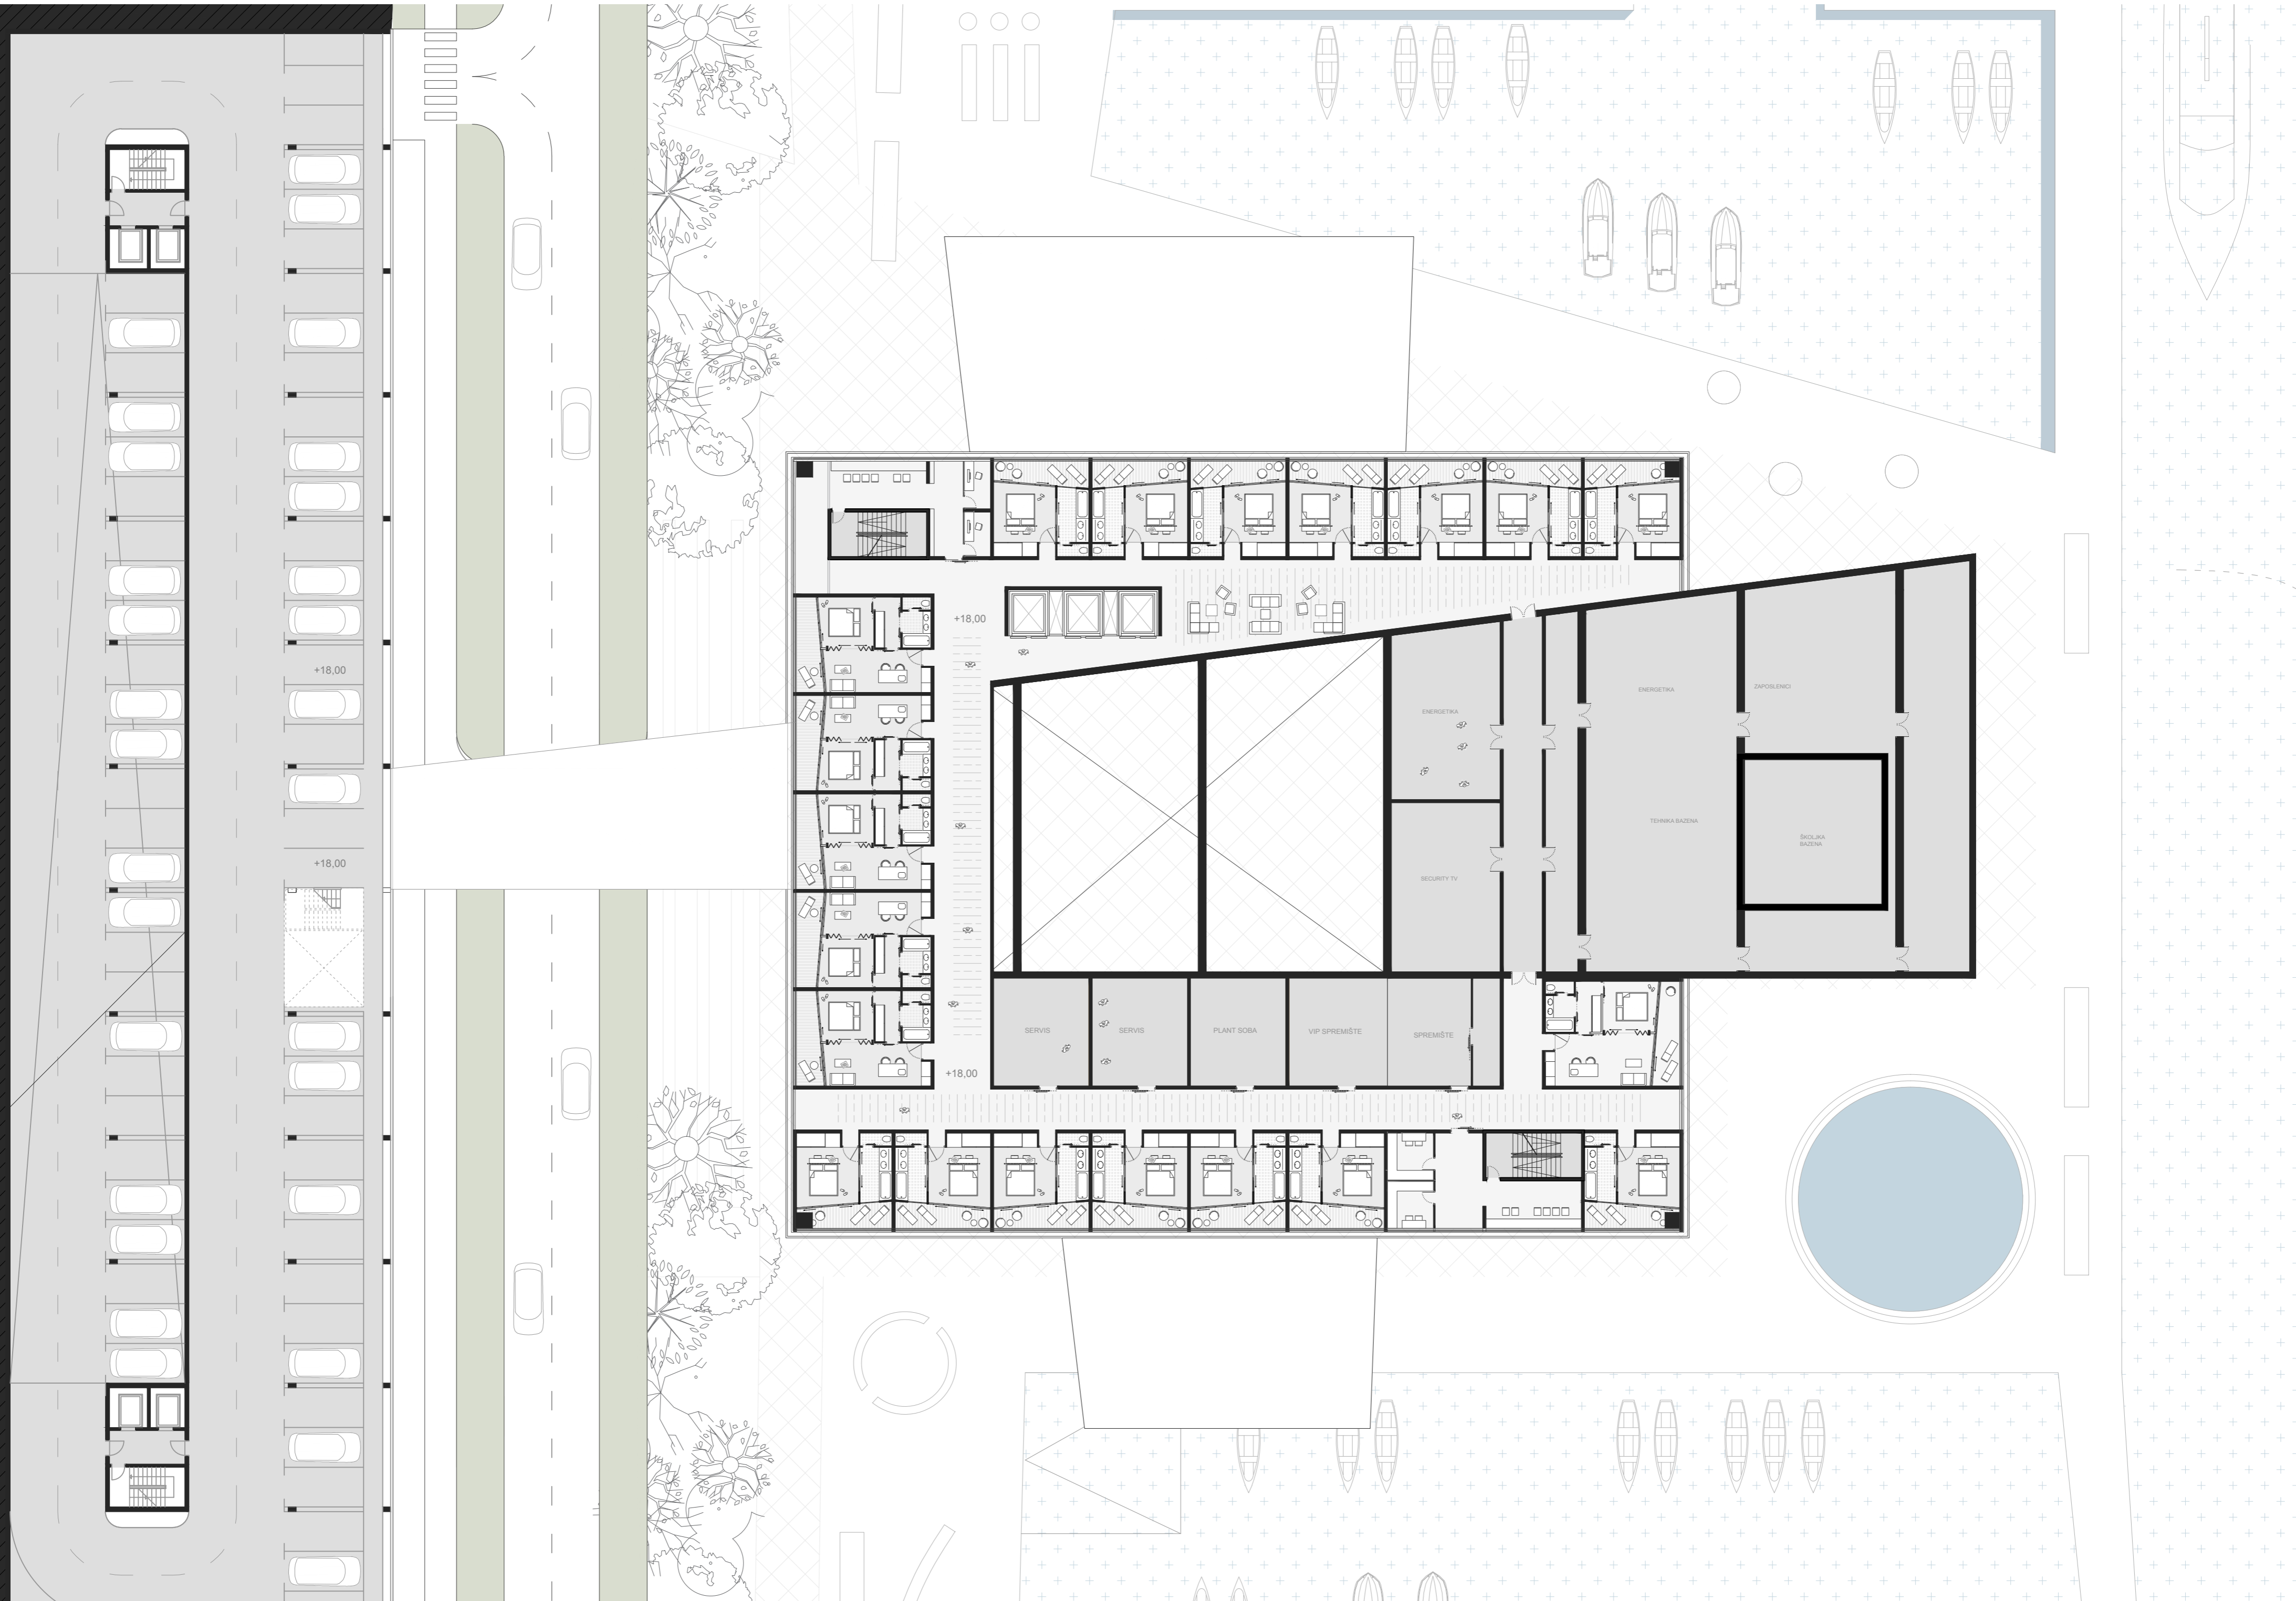 +18,00
+18,00
+18,00
ENERGETIKA
ZAPOSLENICI
ENERGETIKA
TEHNIKA BAZENA
ŠKOLJKA
BAZENA
SECURITY TV
SERVIS
SERVIS
PLANT SOBA
VIP SPREMIŠTE
SPREMIŠTE
+18,00